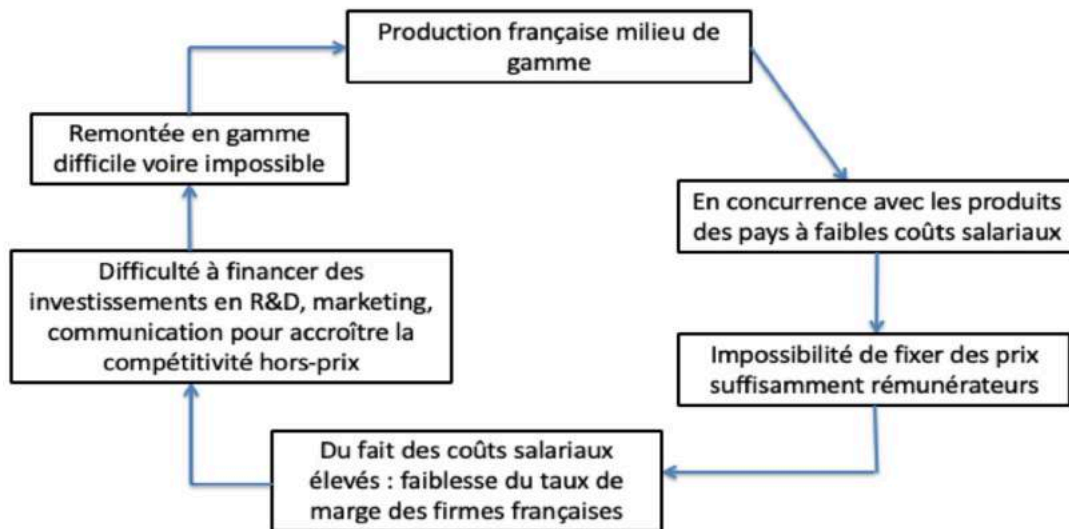 Production française milieu de
gamme
En concurrence avec les produits
des pays à faibles coûts salariaux
Impossibilité de fixer des prix
suffisamment rémunérateurs
Du fait des coûts salariaux
élevés : faiblesse du taux de
marge des firmes françaises
Difficulté à financer des
investissements en R&D, marketing,
communication pour accroître la
compétitivité hors-prix
Remontée en gamme
difficile voire impossible